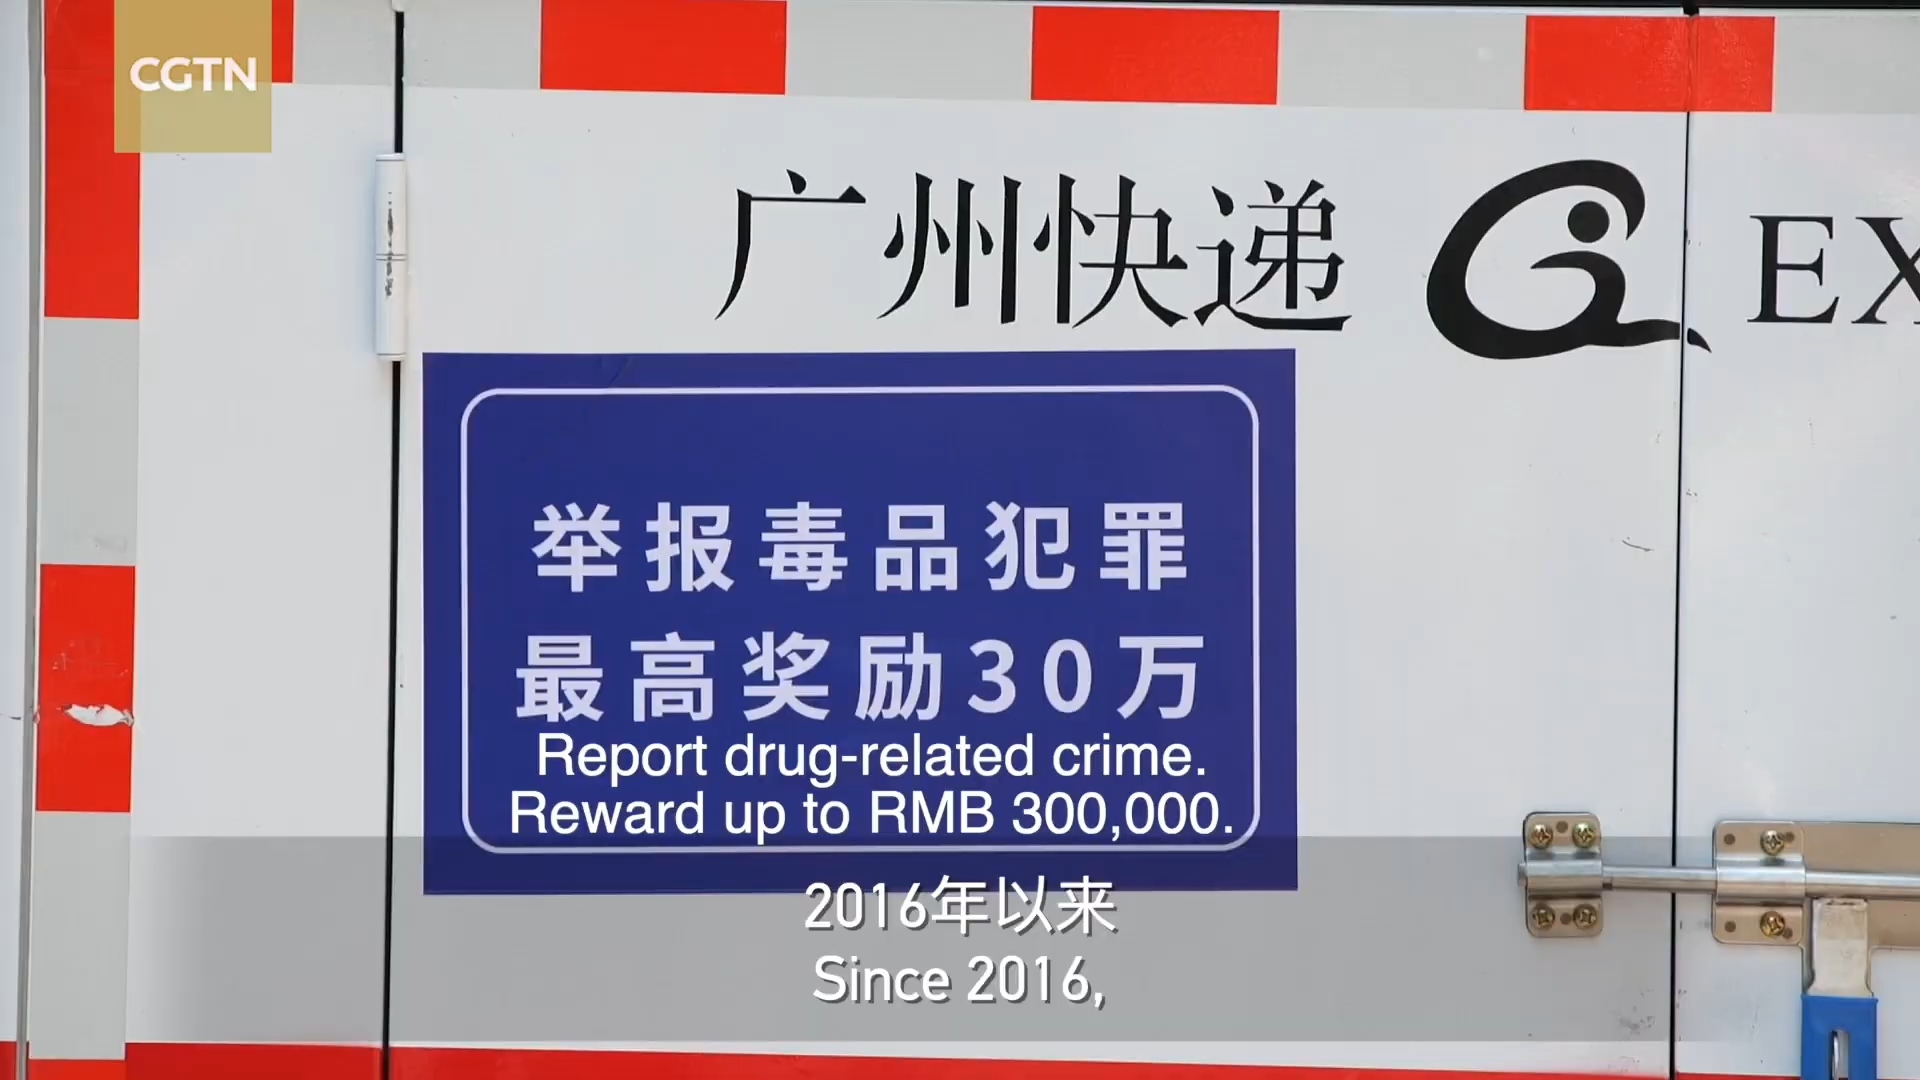 CGTN
广州快递 EX
举报毒品犯罪
最高奖励30万
Report drug-related crime.
Reward up to RMB 300,000.
2016年以来
Since 2016,